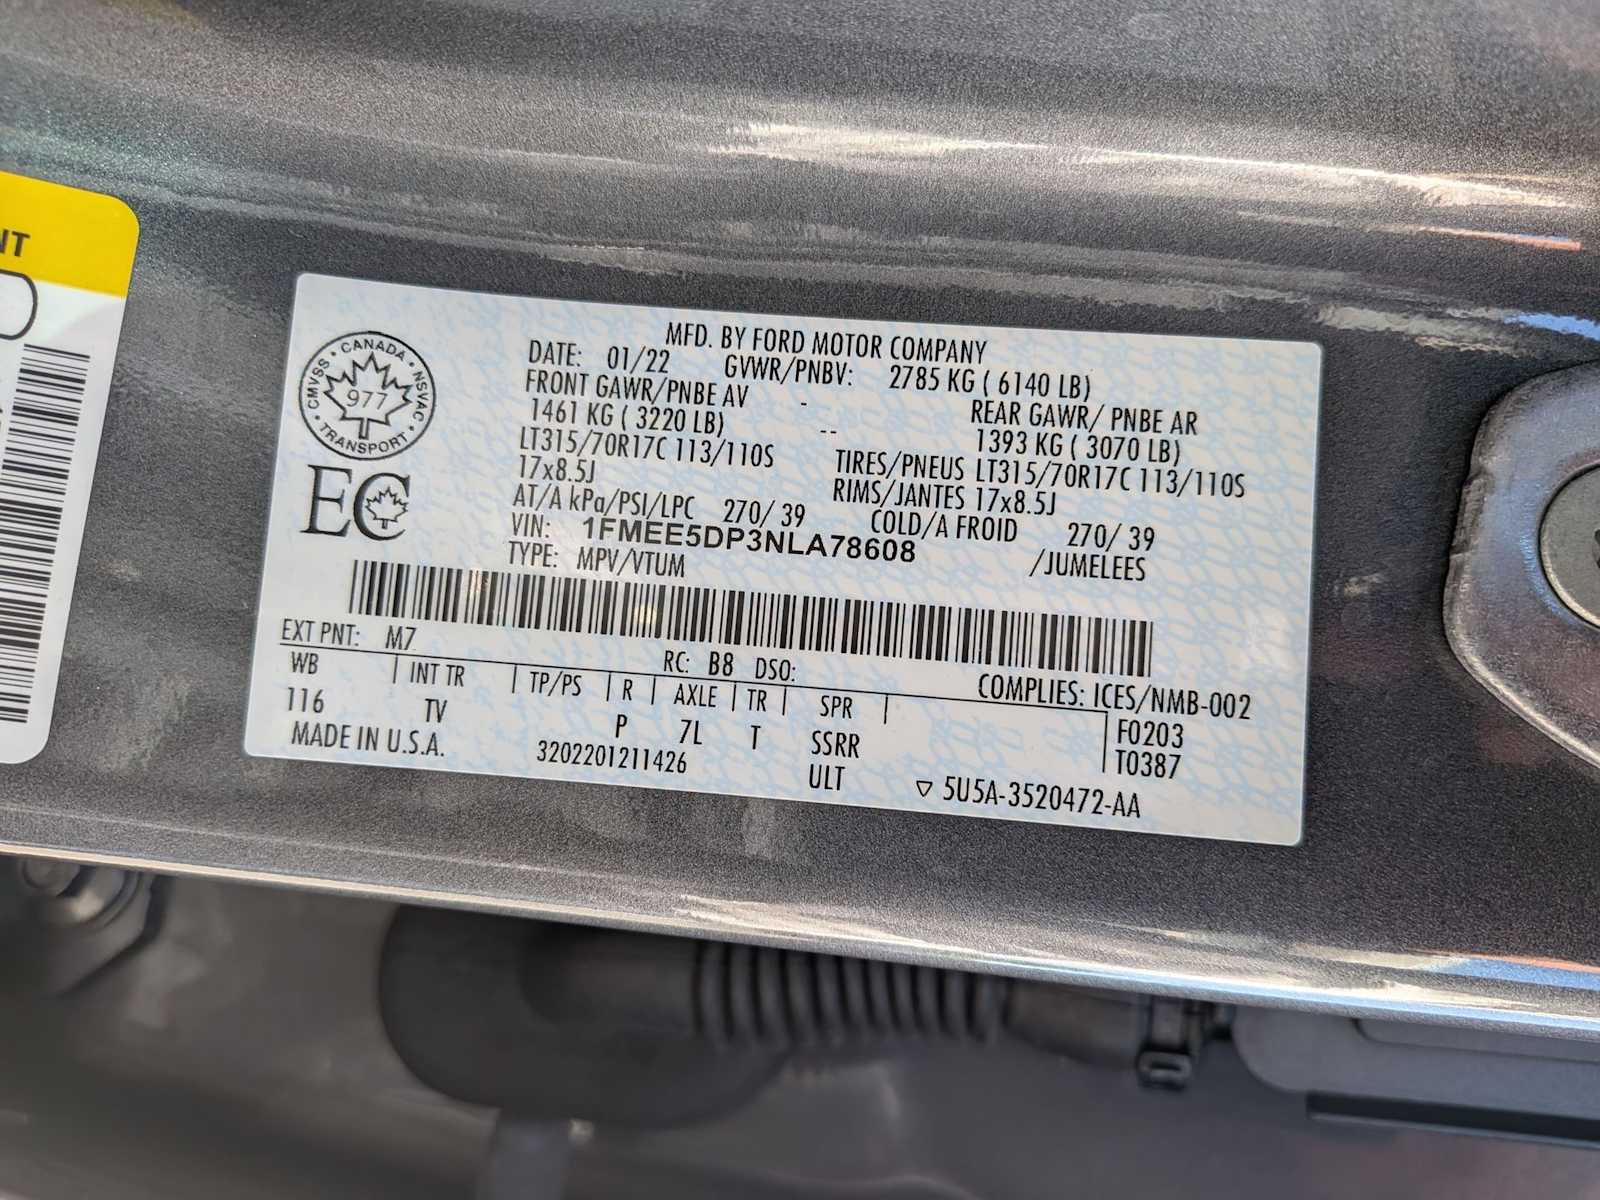 NT
CANADA
CMVSS
NSVAC
977
TRANSPORT
EC
MFD. BY FORD MOTOR COMPANY
DATE: 01/22 GVWR/PNBV: 2785 KG ( 6140 LB)
FRONT GAWR/PNBE AV - REAR GAWR/ PNBE AR
1461 KG ( 3220 LB) -- 1393 KG ( 3070 LB)
LT315/70R17C 113/110S TIRES/PNEUS LT315/70R17C 113/110S
17x8.5J RIMS/JANTES 17x8.5J
AT/A kPa/PSI/LPC 270/ 39 COLD/A FROID 270/ 39
VIN: 1FMEE5DP3NLA78608 /JUMELEES
TYPE: MPV/VTUM
EXT PNT: M7 RC: B8 DSO:
COMPLIES: ICES/NMB-002
WB | INT TR | TP/PS | R | AXLE | TR | SPR | F0203
116 TV P 7L T SSRR T0387
MADE IN U.S.A. 3202201211426 ULT ▽ 5U5A-3520472-AA